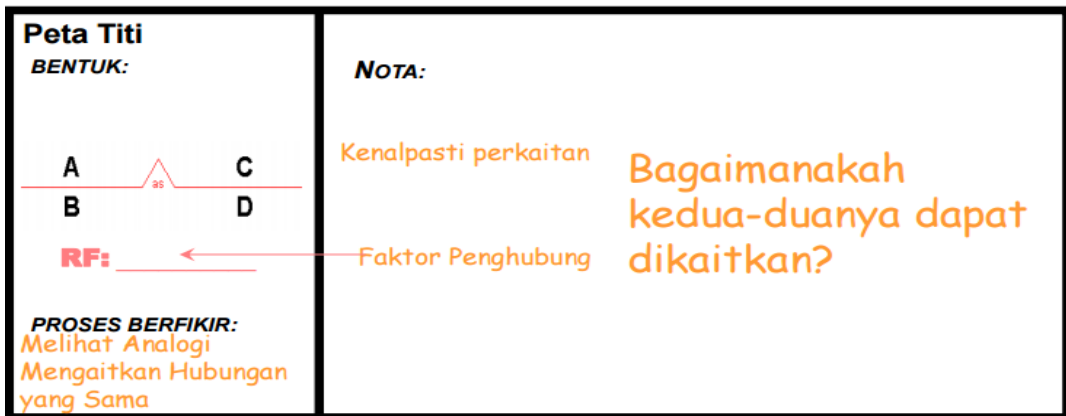 Peta Titi
BENTUK:
A
C
as
B
D
RF:
PROSES BERFIKIR:
Melihat Analogi
Mengaitkan Hubungan
yang Sama
NOTA:
Kenalpasti perkaitan
Faktor Penghubung
Bagaimanakah
kedua-duanya dapat
dikaitkan?